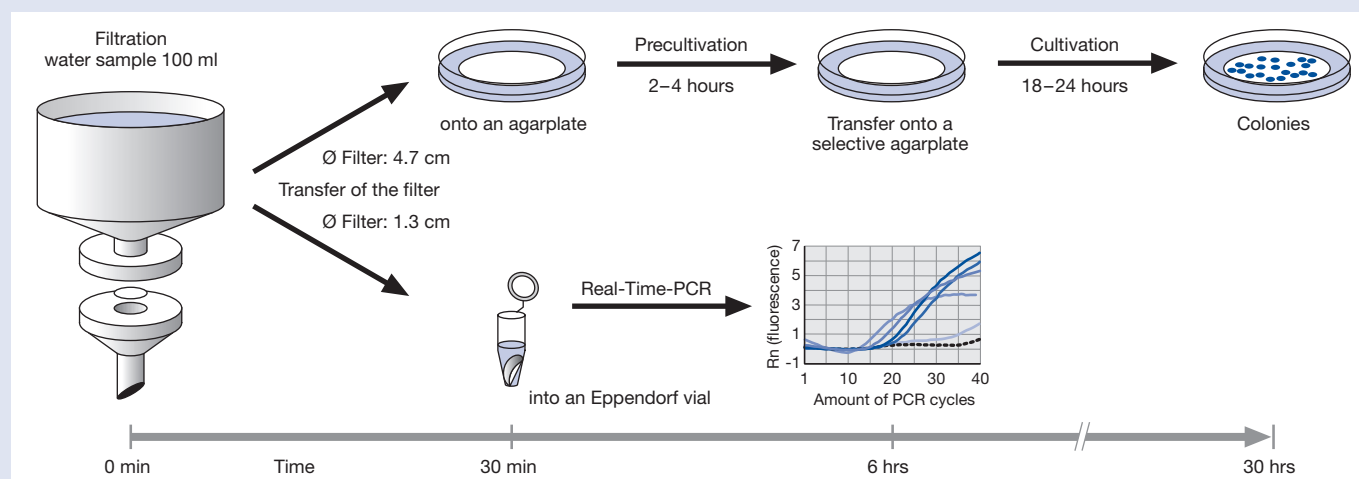 Filtration
water sample 100 ml
onto an agarplate
Precultivation
2–4 hours
Transfer onto a
selective agarplate
Cultivation
18–24 hours
Colonies
Ø Filter: 4.7 cm
Transfer of the filter
Ø Filter: 1.3 cm
into an Eppendorf vial
Real-Time-PCR
Rn (fluorescence)
7
5
3
1
-1
1 10 20 30 40
Amount of PCR cycles
0 min
Time
30 min
6 hrs
30 hrs